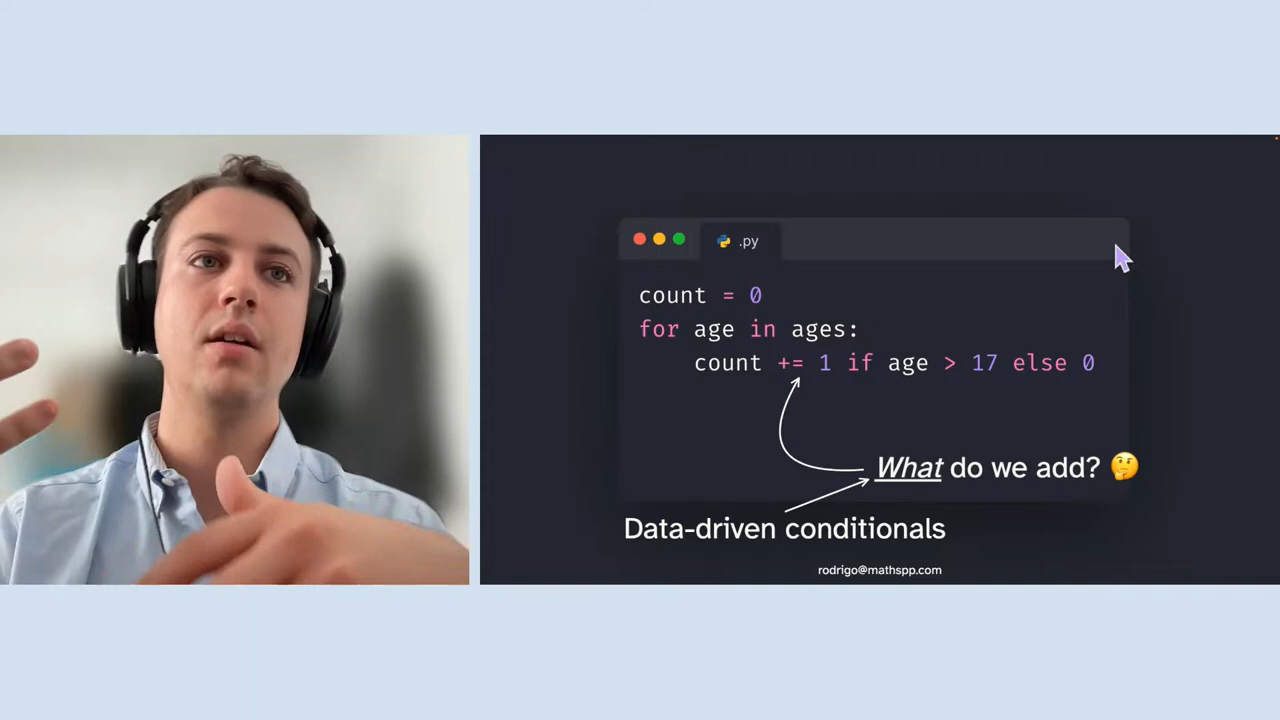 .py
count = 0
for age in ages:
    count += 1 if age > 17 else 0
What do we add? 🤔
Data-driven conditionals
rodrigo@mathspp.com